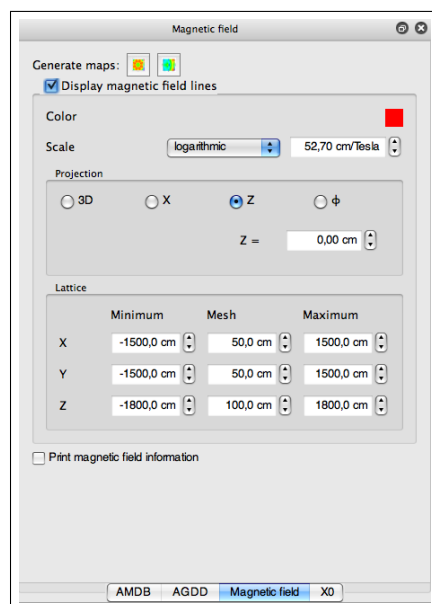 Magnetic field
Generate maps:
Display magnetic field lines
Color
Scale logarithmic 52,70 cm/Tesla
Projection
3D X Z ϕ
Z = 0,00 cm
Lattice
Minimum Mesh Maximum
X -1500,0 cm 50,0 cm 1500,0 cm
Y -1500,0 cm 50,0 cm 1500,0 cm
Z -1800,0 cm 100,0 cm 1800,0 cm
Print magnetic field information
AMDB AGDD Magnetic field X0